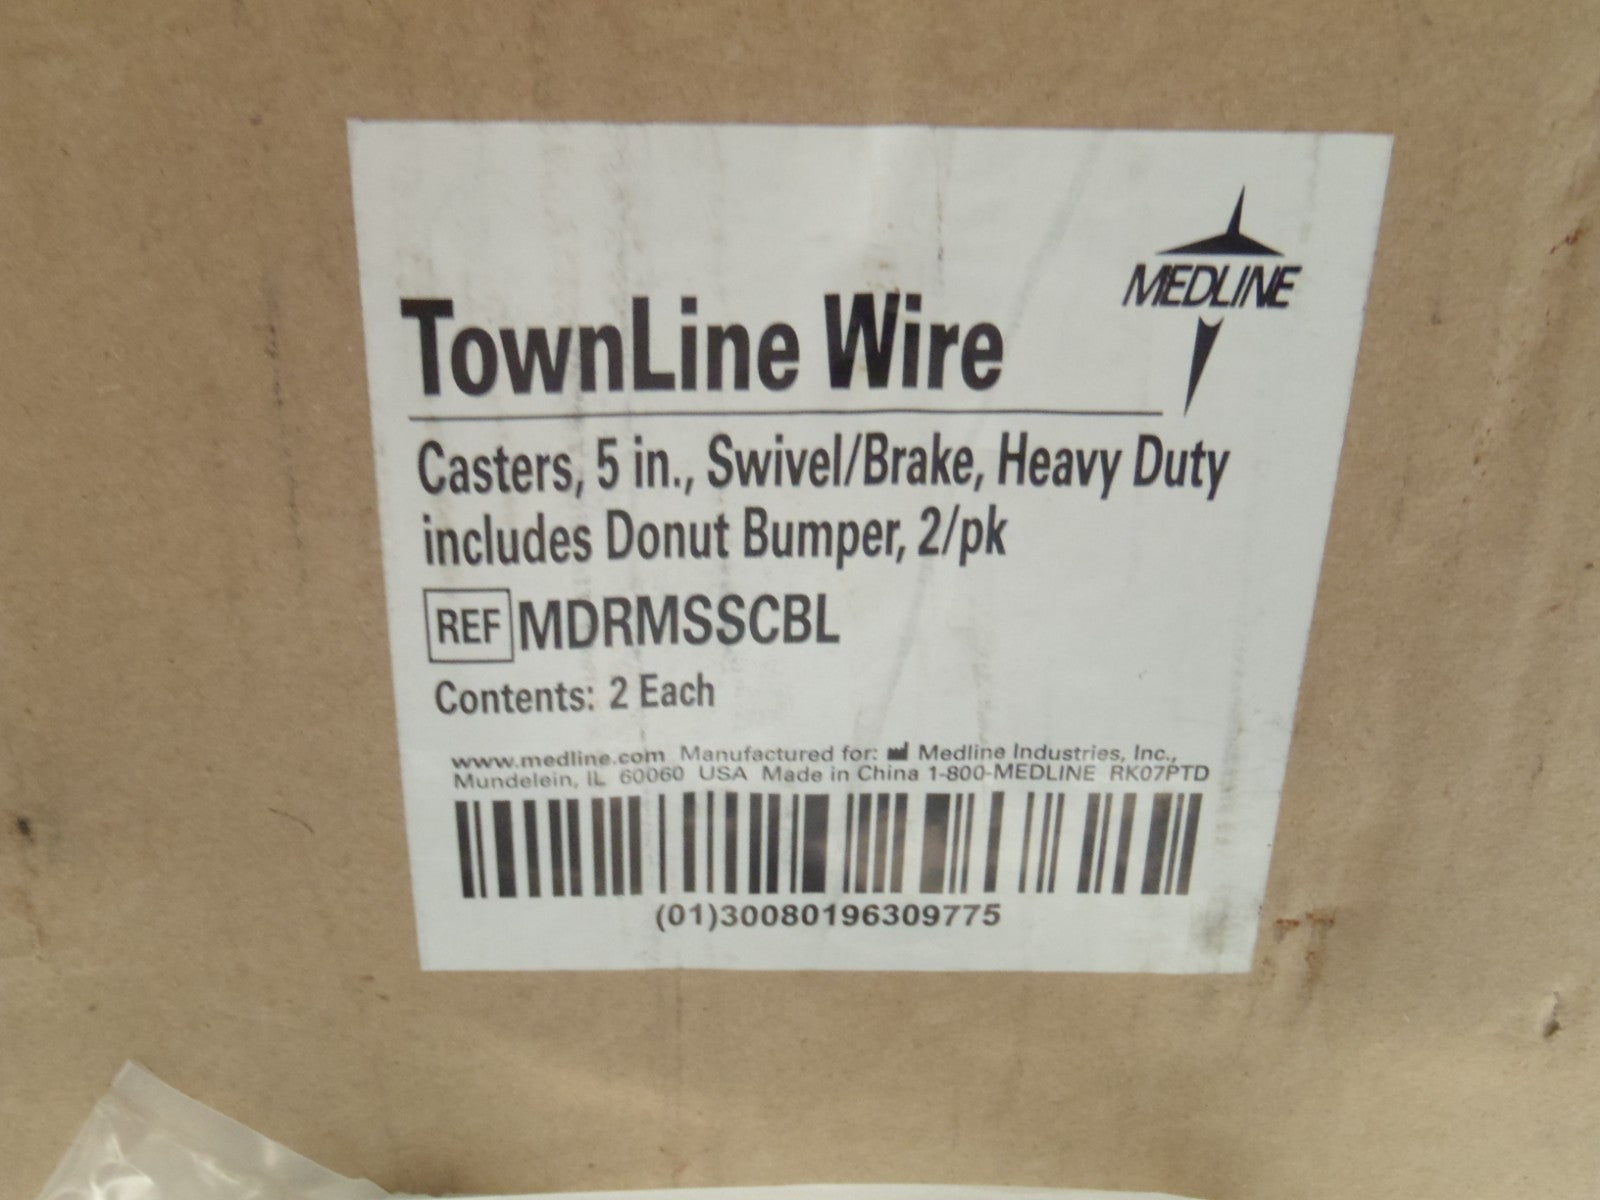 MEDLINE
TownLine Wire
Casters, 5 in., Swivel/Brake, Heavy Duty
includes Donut Bumper, 2/pk
REF MDRMSSCBL
Contents: 2 Each
www.medline.com Manufactured for: Medline Industries, Inc.,
Mundelein, IL 60060 USA Made in China 1-800-MEDLINE RK07PTD
(01)30080196309775